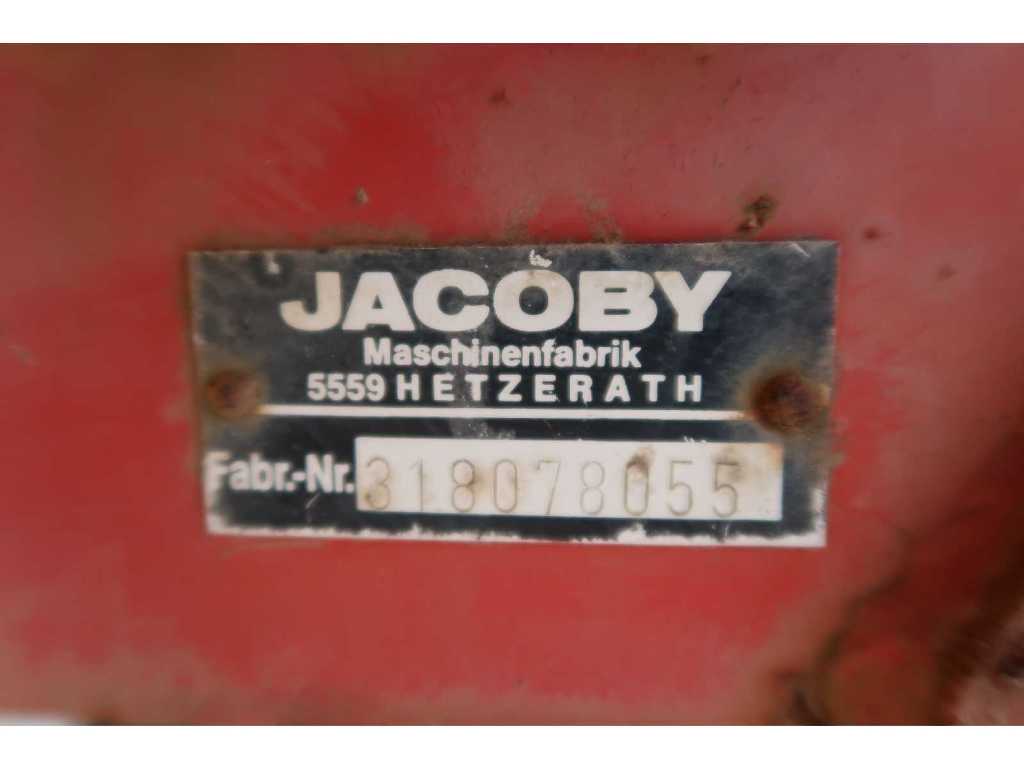 JACOBY
Maschinenfabrik
5559 HETZERATH
Fabr.-Nr. 318078055